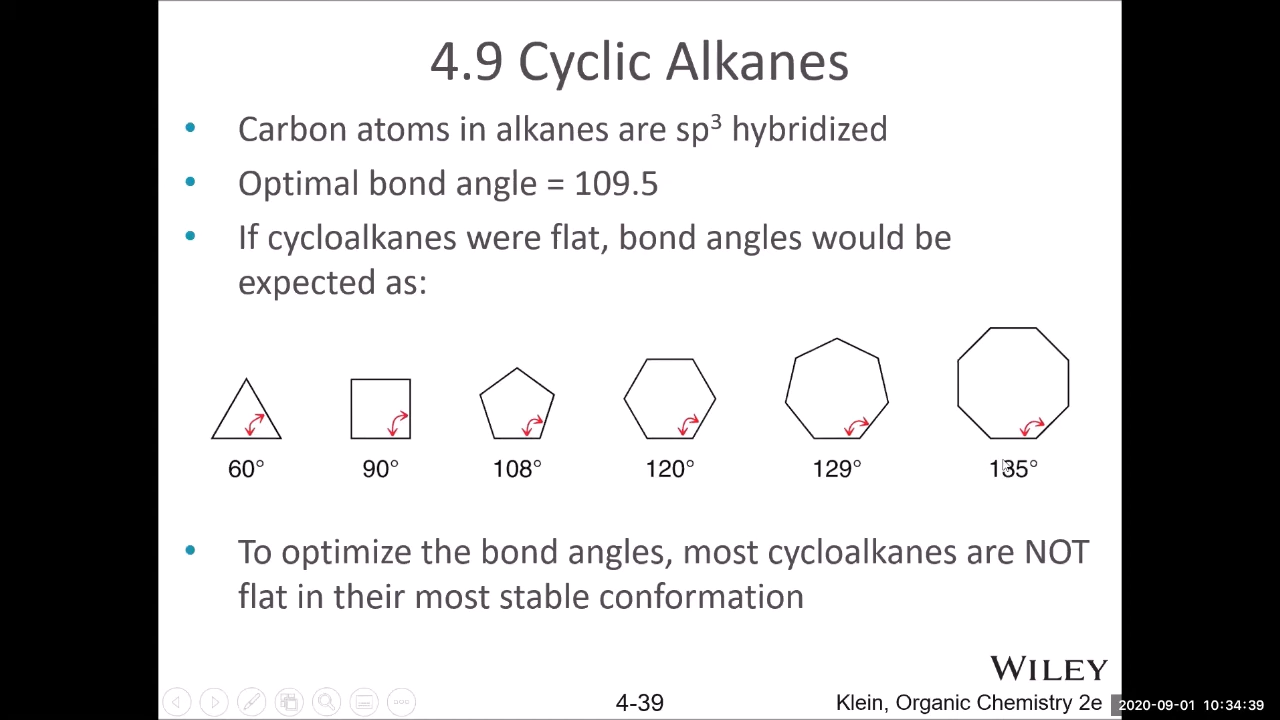 4.9 Cyclic Alkanes
• Carbon atoms in alkanes are sp³ hybridized
• Optimal bond angle = 109.5
• If cycloalkanes were flat, bond angles would be
expected as:
60° 90° 108° 120° 129° 135°
• To optimize the bond angles, most cycloalkanes are NOT
flat in their most stable conformation
WILEY
4-39 Klein, Organic Chemistry 2e 2020-09-01 10:34:39